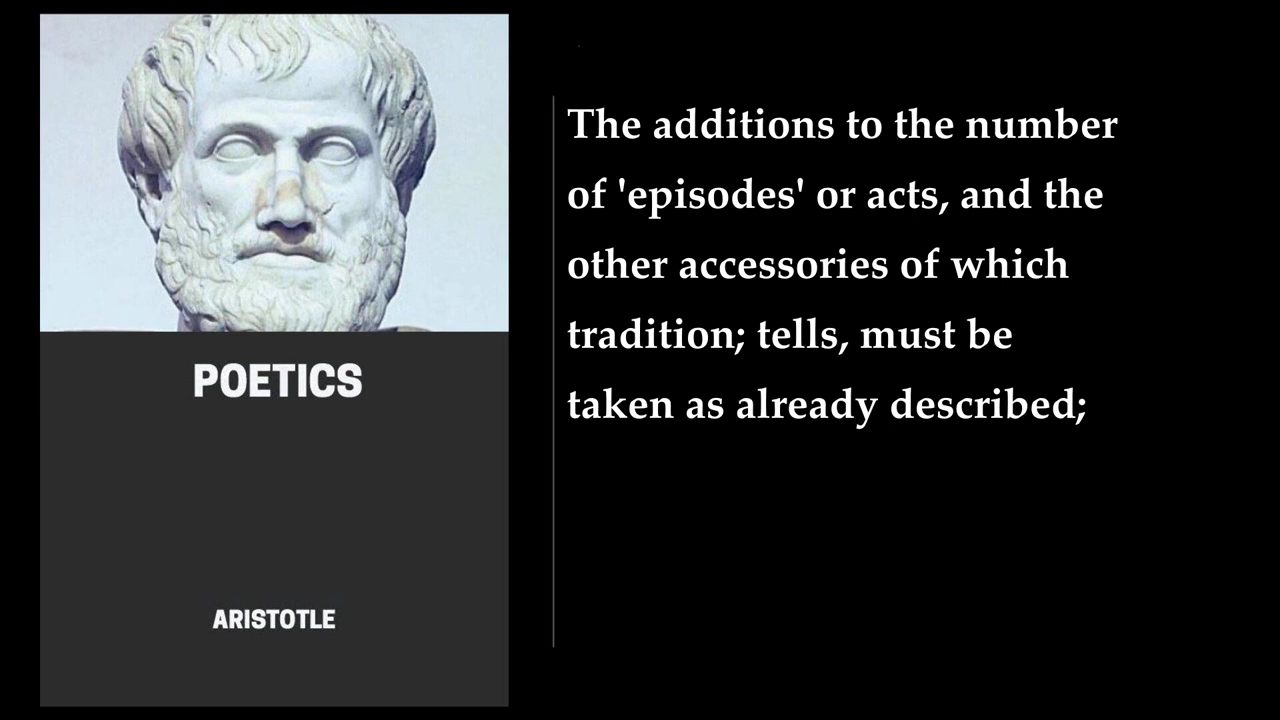 POETICS
ARISTOTLE
The additions to the number
of 'episodes' or acts, and the
other accessories of which
tradition; tells, must be
taken as already described;